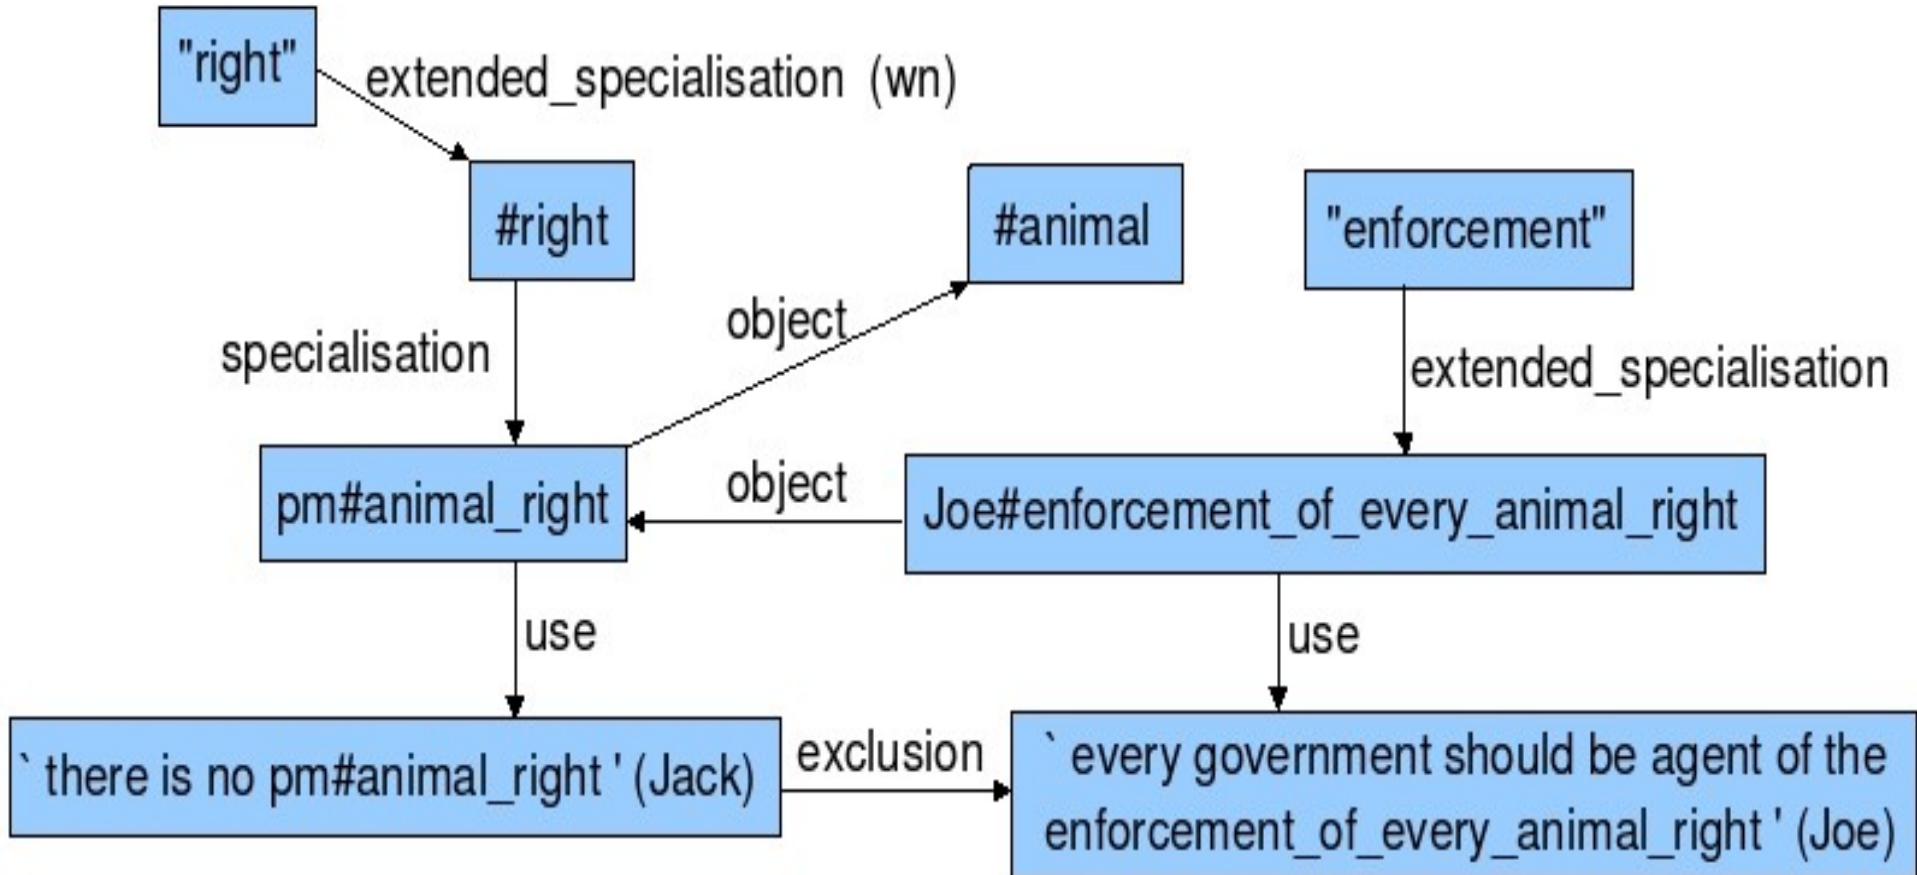 "right"
extended_specialisation (wn)
#right
#animal
"enforcement"
object
specialisation
extended_specialisation
pm#animal_right
object
Joe#enforcement_of_every_animal_right
use
use
` there is no pm#animal_right ' (Jack)
exclusion
` every government should be agent of the
enforcement_of_every_animal_right ' (Joe)